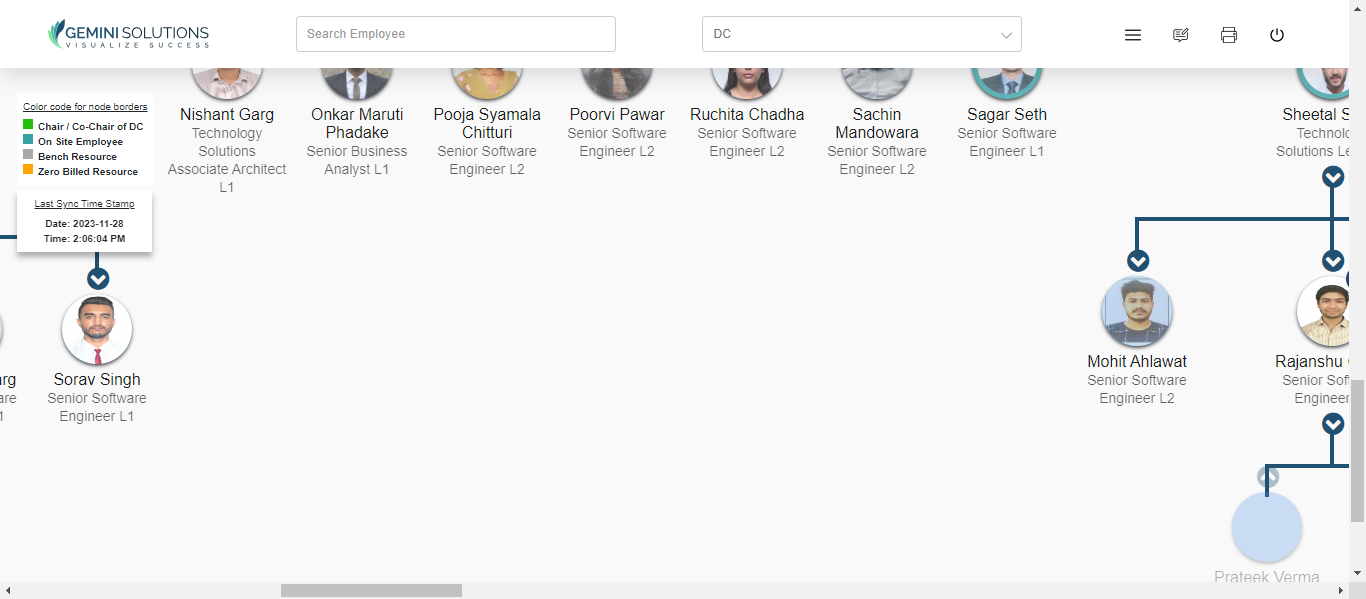 GEMINI SOLUTIONS
VISUALIZE SUCCESS
Search Employee
DC
Color code for node borders
Chair / Co-Chair of DC
On Site Employee
Bench Resource
Zero Billed Resource
Last Sync Time Stamp
Date: 2023-11-28
Time: 2:06:04 PM
Nishant Garg
Technology
Solutions
Associate Architect
L1
Onkar Maruti
Phadake
Senior Business
Analyst L1
Pooja Syamala
Chitturi
Senior Software
Engineer L2
Poorvi Pawar
Senior Software
Engineer L2
Ruchita Chadha
Senior Software
Engineer L2
Sachin
Mandowara
Senior Software
Engineer L2
Sagar Seth
Senior Software
Engineer L1
Sheetal S
Technolo
Solutions Le
arg
are
1
Sorav Singh
Senior Software
Engineer L1
Mohit Ahlawat
Senior Software
Engineer L2
Rajanshu
Senior Sof
Engineer
Prateek Verma